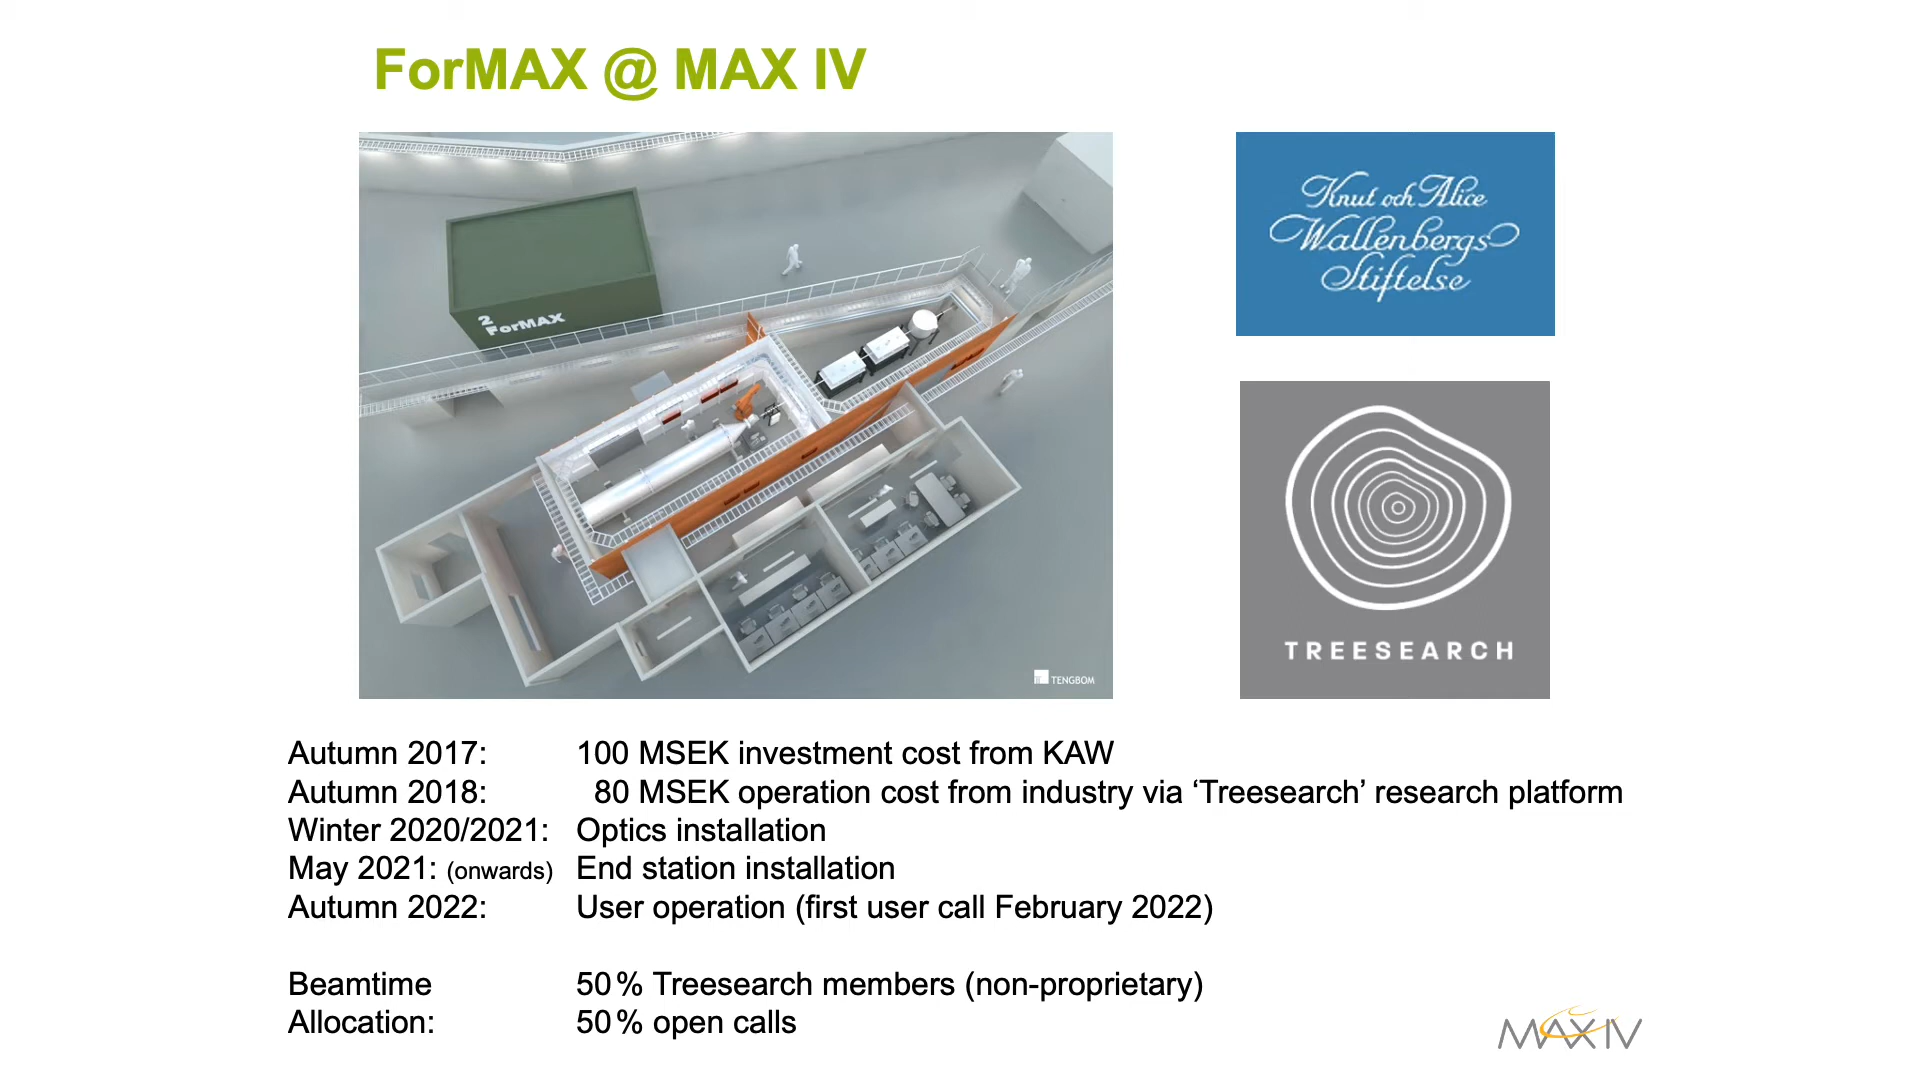 ForMAX @ MAX IV
2
ForMAX
TENGBOM
Knut och Alice
Wallenbergs
Stiftelse
TREESEARCH
Autumn 2017: 100 MSEK investment cost from KAW
Autumn 2018: 80 MSEK operation cost from industry via ‘Treesearch’ research platform
Winter 2020/2021: Optics installation
May 2021: (onwards) End station installation
Autumn 2022: User operation (first user call February 2022)
Beamtime 50 % Treesearch members (non-proprietary)
Allocation: 50 % open calls
MAX IV